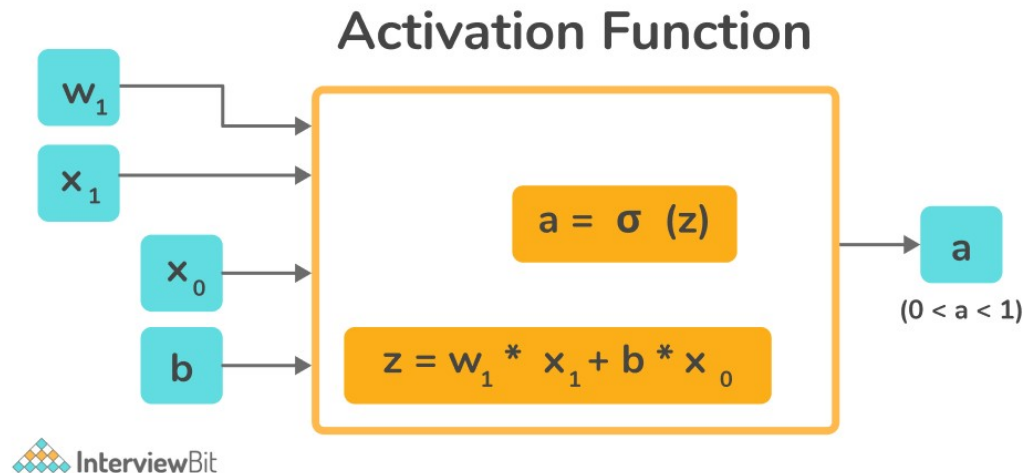 Activation Function
w₁
x₁
x₀
b
a = σ (z)
z = w₁ * x₁ + b * x₀
a
(0 < a < 1)
InterviewBit